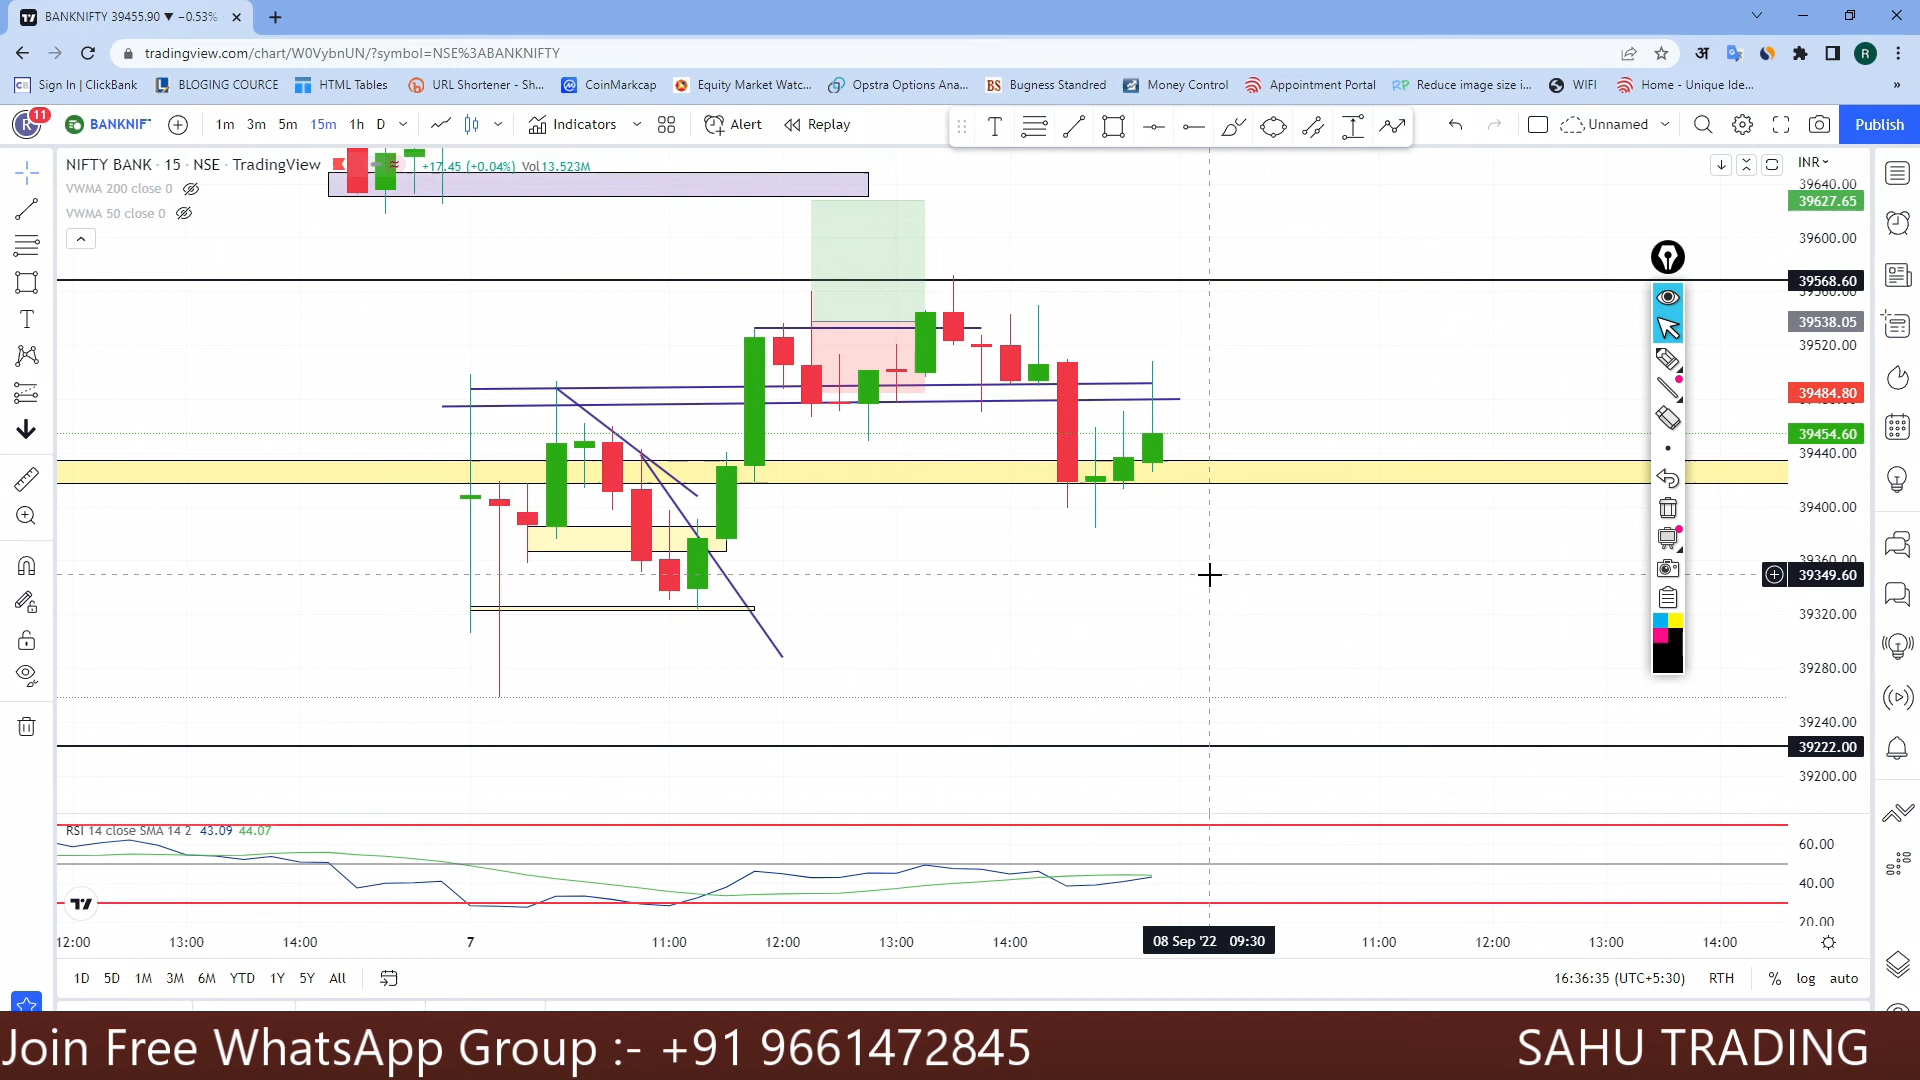 BANKNIFTY 39455.90 ▼ −0.53%
tradingview.com/chart/W0VybnUN/?symbol=NSE%3ABANKNIFTY
अ
R
CB Sign In | ClickBank
BLOGING COURCE
HTML Tables
URL Shortener - Sh...
CoinMarkcap
Equity Market Watc...
Opstra Options Ana...
BS Bugness Standred
Money Control
Appointment Portal
RP Reduce image size i...
WIFI
Home - Unique Ide...
»
R 11
BANKNIFT
1m 3m 5m 15m 1h D
Indicators
Alert
Replay
Unnamed
Publish
NIFTY BANK · 15 · NSE · TradingView
+17.45 (+0.04%) Vol 13.523M
VWMA 200 close 0
VWMA 50 close 0
INR
39640.00
39627.65
39600.00
39568.60
39560.00
39538.05
39520.00
39484.80
39454.60
39440.00
39400.00
39360.00
39349.60
39320.00
39280.00
39240.00
39222.00
39200.00
RSI 14 close SMA 14 2 43.09 44.07
60.00
40.00
20.00
12:00 13:00 14:00 7 11:00 12:00 13:00 14:00 08 Sep '22 09:30 11:00 12:00 13:00 14:00
1D 5D 1M 3M 6M YTD 1Y 5Y All
16:36:35 (UTC+5:30) RTH % log auto
Join Free WhatsApp Group :- +91 9661472845
SAHU TRADING